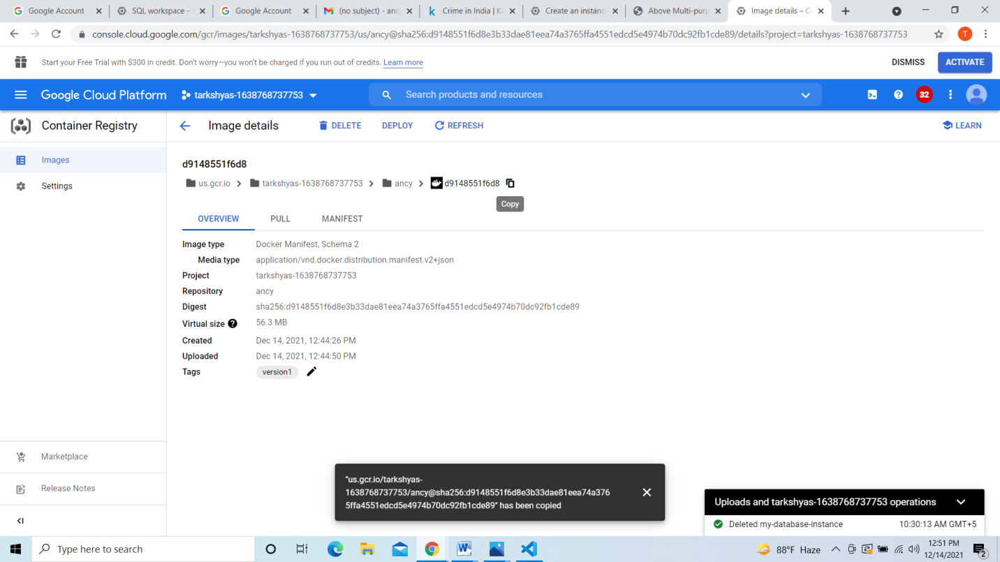 Google Account
SQL workspace –
Google Account
(no subject) - anc
Crime in India | Ka
Create an instance
Above Multi-purp
Image details – C
console.cloud.google.com/gcr/images/tarkshyas-1638768737753/us/ancy@sha256:d9148551f6d8e3b33dae81eea74a3765ffa4551edcd5e4974b70dc92fb1cde89/details?project=tarkshyas-1638768737753
T
Start your Free Trial with $300 in credit. Don't worry—you won't be charged if you run out of credits. Learn more
DISMISS
ACTIVATE
Google Cloud Platform
tarkshyas-1638768737753
Search products and resources
32
Container Registry
Image details
DELETE
DEPLOY
REFRESH
LEARN
Images
Settings
d9148551f6d8
us.gcr.io
tarkshyas-1638768737753
ancy
d9148551f6d8
Copy
OVERVIEW
PULL
MANIFEST
Image type Docker Manifest, Schema 2
Media type application/vnd.docker.distribution.manifest.v2+json
Project tarkshyas-1638768737753
Repository ancy
Digest sha256:d9148551f6d8e3b33dae81eea74a3765ffa4551edcd5e4974b70dc92fb1cde89
Virtual size 56.3 MB
Created Dec 14, 2021, 12:44:26 PM
Uploaded Dec 14, 2021, 12:44:50 PM
Tags version1
Marketplace
Release Notes
"us.gcr.io/tarkshyas-
1638768737753/ancy@sha256:d9148551f6d8e3b33dae81eea74a376
5ffa4551edcd5e4974b70dc92fb1cde89" has been copied
Uploads and tarkshyas-1638768737753 operations
Deleted my-database-instance 10:30:13 AM GMT+5
Type here to search
88°F Haze
12:51 PM
12/14/2021
2